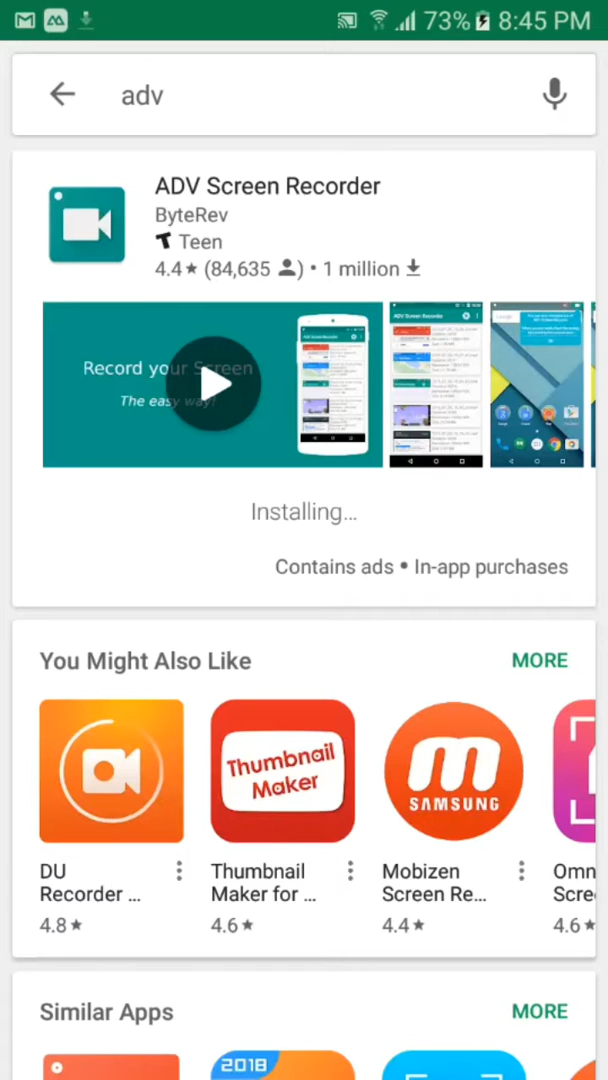 73% 8:45 PM
adv
ADV Screen Recorder
ByteRev
Teen
4.4★ (84,635 ) • 1 million
Record your Screen
The easy way!
ADV Screen Recorder
ADV Screen Recorder
Installing...
Contains ads • In-app purchases
You Might Also Like
MORE
Thumbnail
Maker
m
SAMSUNG
DU
Recorder ...
4.8★
Thumbnail
Maker for ...
4.6★
Mobizen
Screen Re...
4.4★
Omn
Scre
4.6★
Similar Apps
MORE
2018